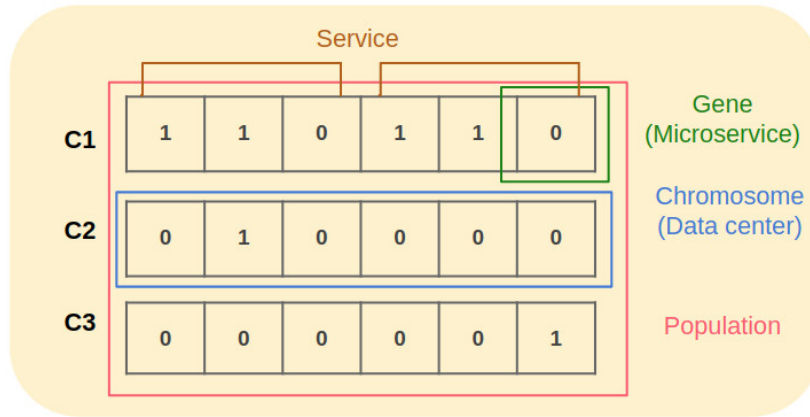 Service
C1 1 1 0 1 1 0
Gene
(Microservice)
C2 0 1 0 0 0 0
Chromosome
(Data center)
C3 0 0 0 0 0 1
Population